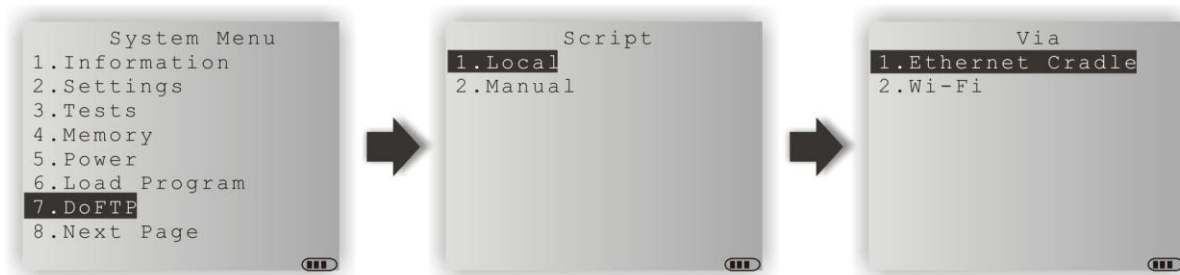 System Menu
1.Information
2.Settings
3.Tests
4.Memory
5.Power
6.Load Program
7.DoFTP
8.Next Page
Script
1.Local
2.Manual
Via
1.Ethernet Cradle
2.Wi-Fi